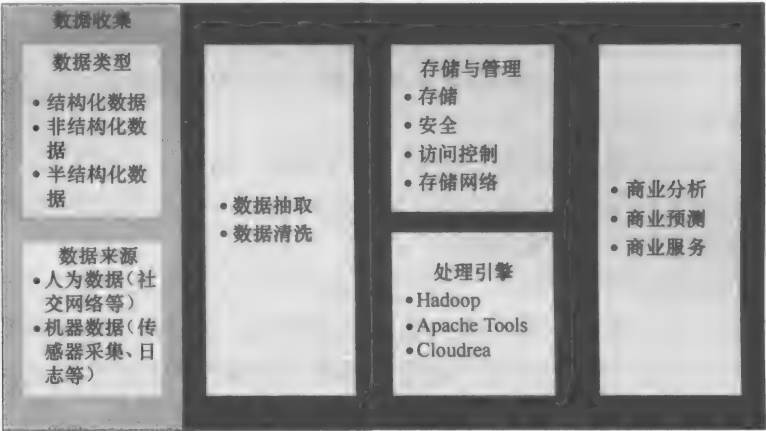 数据收集
数据类型
• 结构化数据
• 非结构化数
据
• 半结构化数
据
数据来源
• 人为数据（社
交网络等）
• 机器数据（传
感器采集、日
志等）
• 数据抽取
• 数据清洗
存储与管理
• 存储
• 安全
• 访问控制
• 存储网络
处理引擎
• Hadoop
• Apache Tools
• Cloudrea
• 商业分析
• 商业预测
• 商业服务